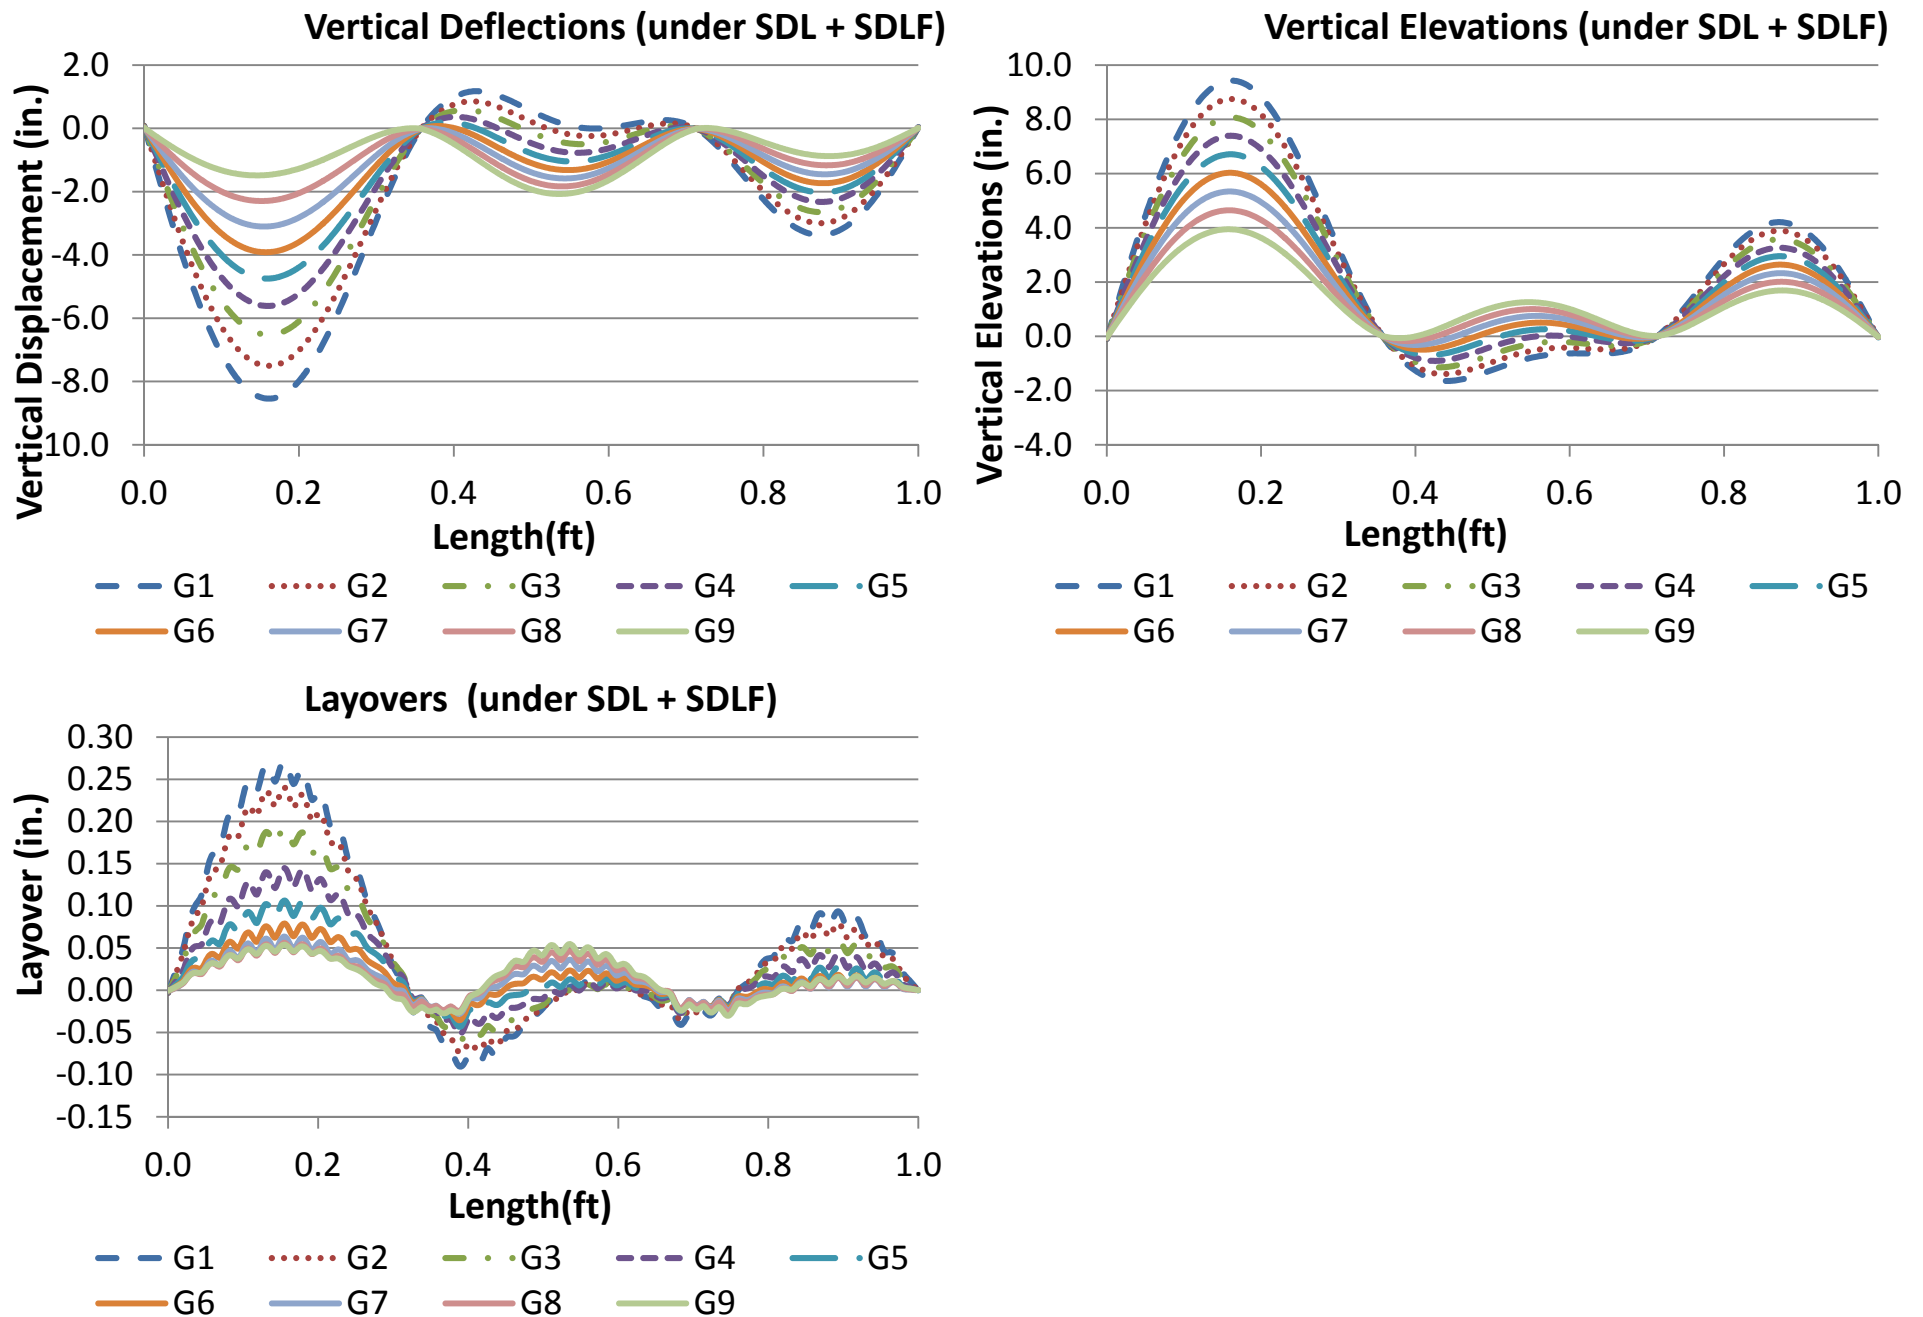 Vertical Deflections (under SDL + SDLF)
Vertical Displacement (in.)
2.0
0.0
-2.0
-4.0
-6.0
-8.0
10.0
0.0 0.2 0.4 0.6 0.8 1.0
Length(ft)
G1 G2 G3 G4 G5
G6 G7 G8 G9
Vertical Elevations (under SDL + SDLF)
Vertical Elevations (in.)
10.0
8.0
6.0
4.0
2.0
0.0
-2.0
-4.0
0.0 0.2 0.4 0.6 0.8 1.0
Length(ft)
G1 G2 G3 G4 G5
G6 G7 G8 G9
Layovers (under SDL + SDLF)
Layover (in.)
0.30
0.25
0.20
0.15
0.10
0.05
0.00
-0.05
-0.10
-0.15
0.0 0.2 0.4 0.6 0.8 1.0
Length(ft)
G1 G2 G3 G4 G5
G6 G7 G8 G9